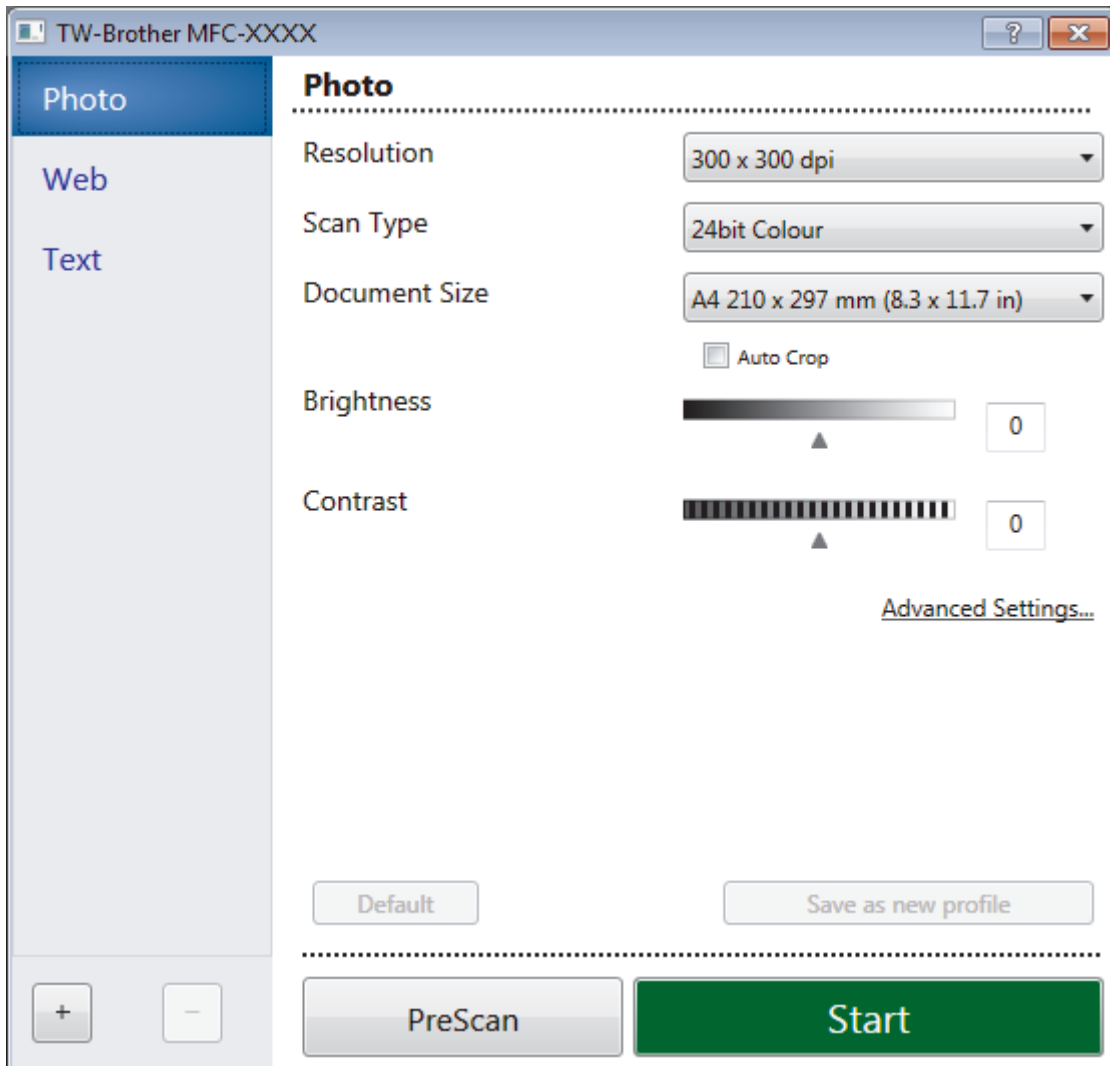 TW-Brother MFC-XXXX
?
Photo
Web
Text
Photo
Resolution
300 x 300 dpi
Scan Type
24bit Colour
Document Size
A4 210 x 297 mm (8.3 x 11.7 in)
Auto Crop
Brightness
0
Contrast
0
Advanced Settings...
Default
Save as new profile
+
−
PreScan
Start